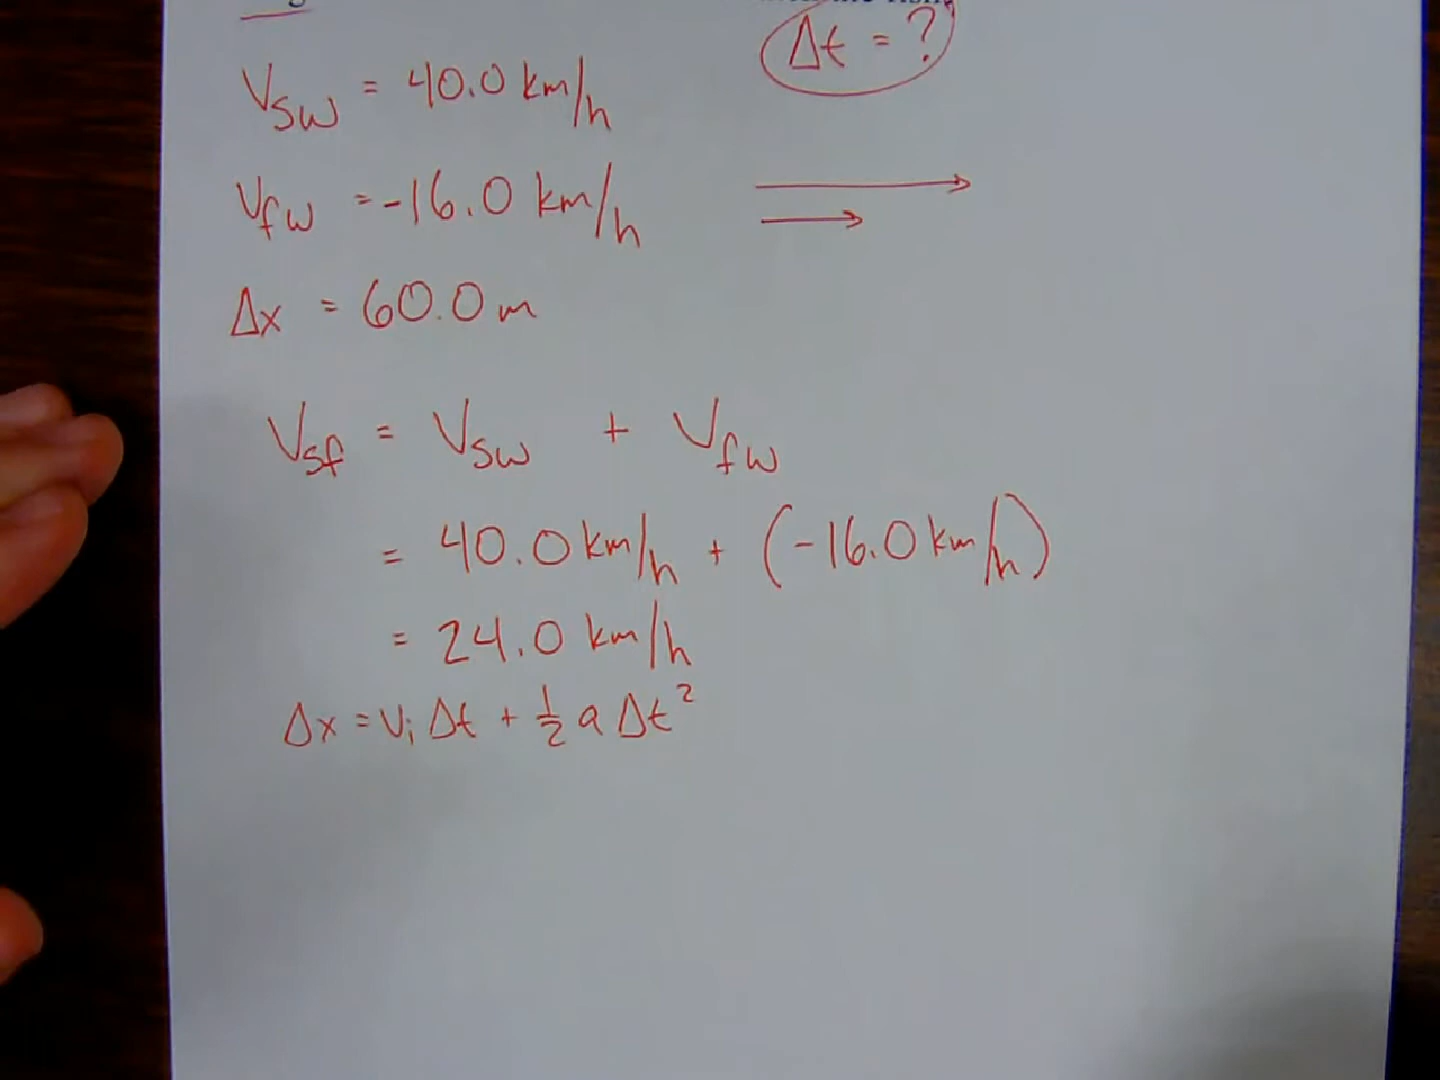 Δt = ?
Vsw = 40.0 km/h
Vfw = -16.0 km/h
Δx = 60.0 m
Vsf = Vsw + Vfw
= 40.0 km/h + (-16.0 km/h)
= 24.0 km/h
Δx = Vi Δt + 1/2 a Δt²